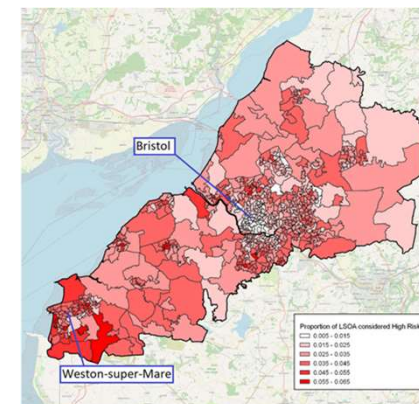 Bristol
Weston-super-Mare
Proportion of LSOA considered High Risk
0.005 - 0.015
0.015 - 0.025
0.025 - 0.035
0.035 - 0.045
0.045 - 0.055
0.055 - 0.065